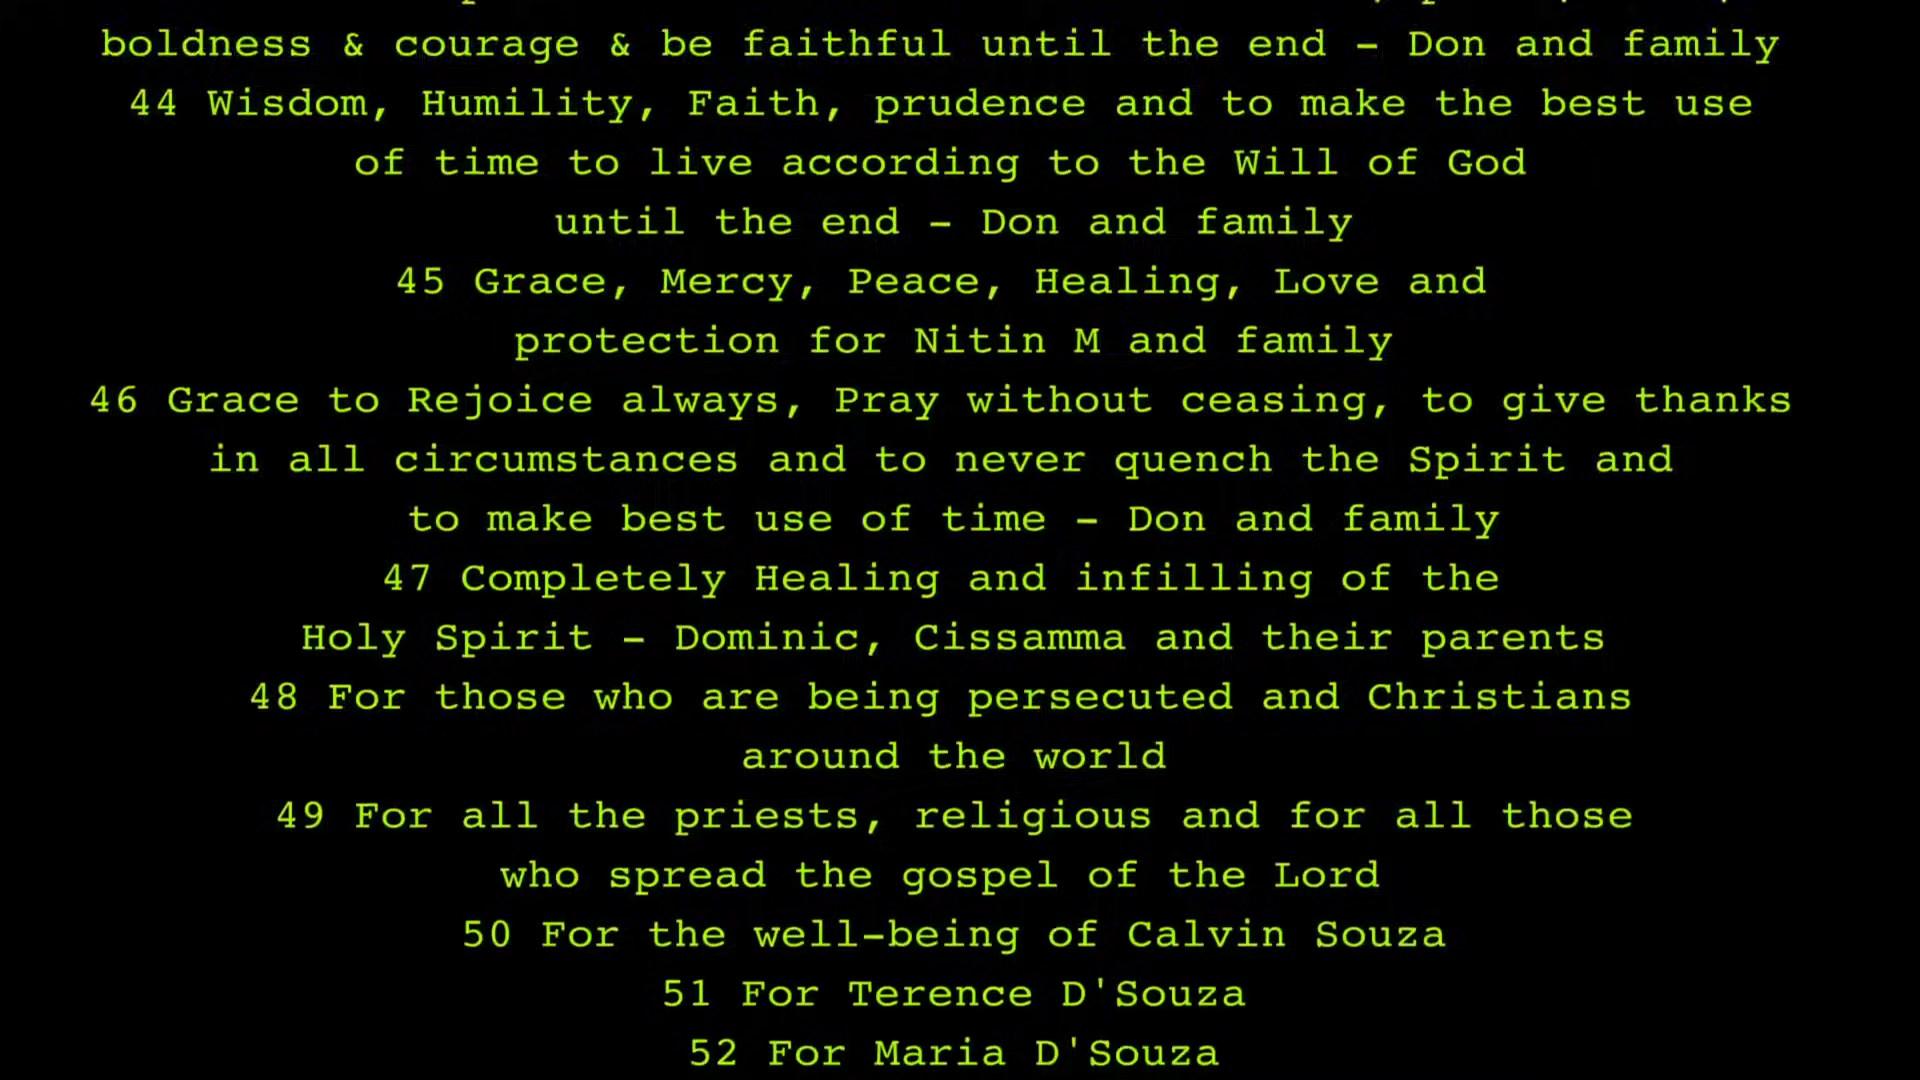 boldness & courage & be faithful until the end - Don and family
44 Wisdom, Humility, Faith, prudence and to make the best use
of time to live according to the Will of God
until the end - Don and family
45 Grace, Mercy, Peace, Healing, Love and
protection for Nitin M and family
46 Grace to Rejoice always, Pray without ceasing, to give thanks
in all circumstances and to never quench the Spirit and
to make best use of time - Don and family
47 Completely Healing and infilling of the
Holy Spirit - Dominic, Cissamma and their parents
48 For those who are being persecuted and Christians
around the world
49 For all the priests, religious and for all those
who spread the gospel of the Lord
50 For the well-being of Calvin Souza
51 For Terence D'Souza
52 For Maria D'Souza